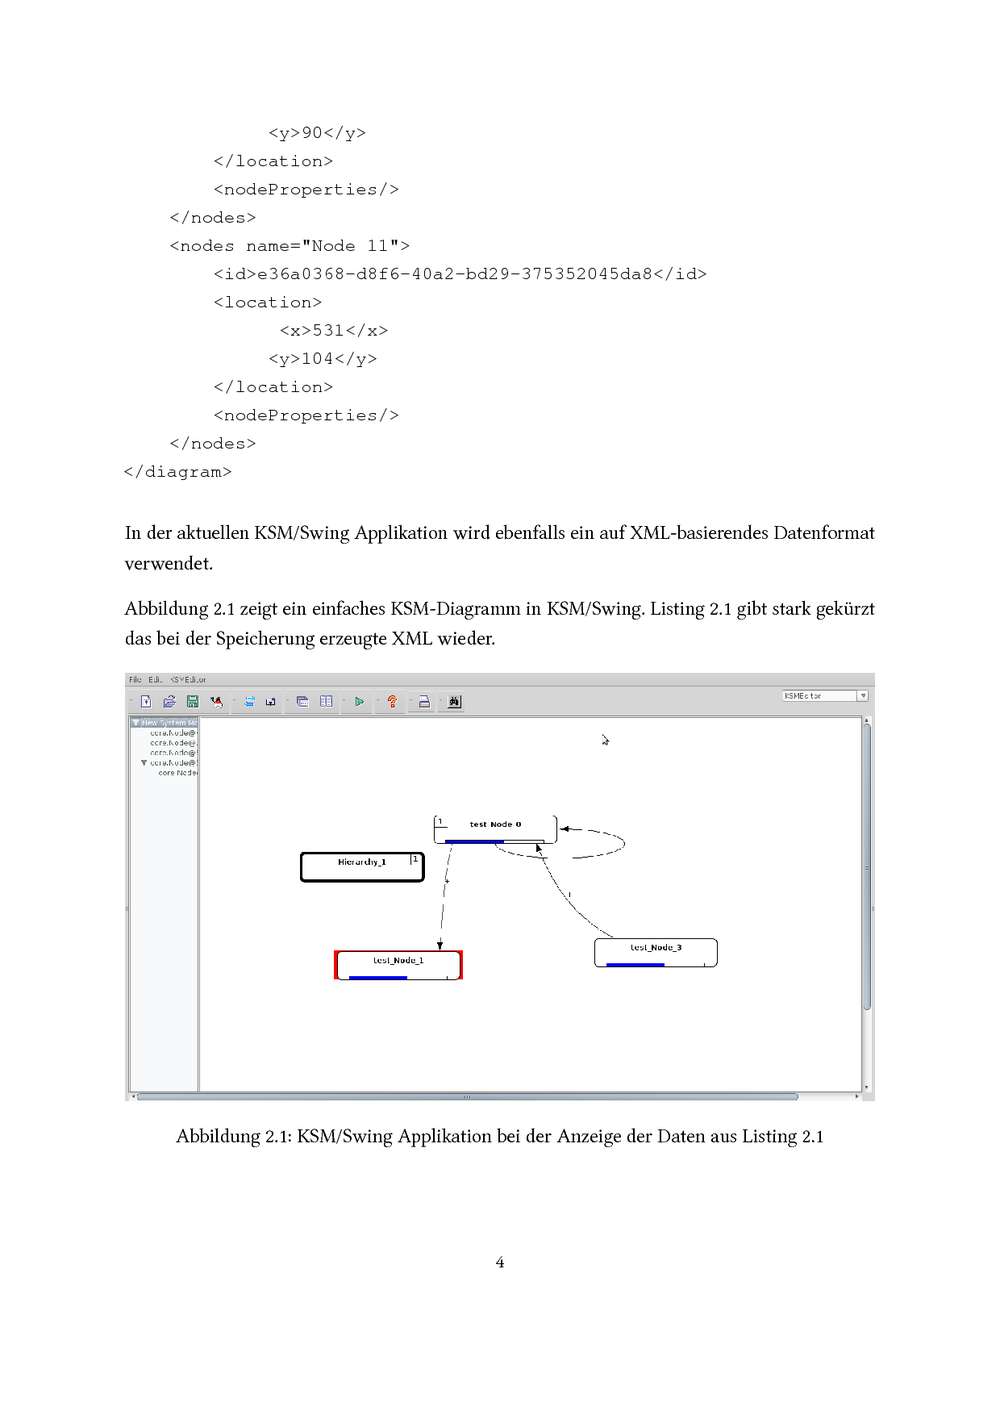 <y>90</y>
</location>
<nodeProperties/>
</nodes>
<nodes name="Node 11">
<id>e36a0368-d8f6-40a2-bd29-375352045da8</id>
<location>
<x>531</x>
<y>104</y>
</location>
<nodeProperties/>
</nodes>
</diagram>
In der aktuellen KSM/Swing Applikation wird ebenfalls ein auf XML-basierendes Datenformat
verwendet.
Abbildung 2.1 zeigt ein einfaches KSM-Diagramm in KSM/Swing. Listing 2.1 gibt stark gekürzt
das bei der Speicherung erzeugte XML wieder.
File Edit KSMEditor
KSMEditor
New System
core.Node@
core.Node@
core.Node@
core.Node@
core Node
1 test_Node_0
Hierarchy_1 1
test_Node_3
test_Node_1
Abbildung 2.1: KSM/Swing Applikation bei der Anzeige der Daten aus Listing 2.1
4